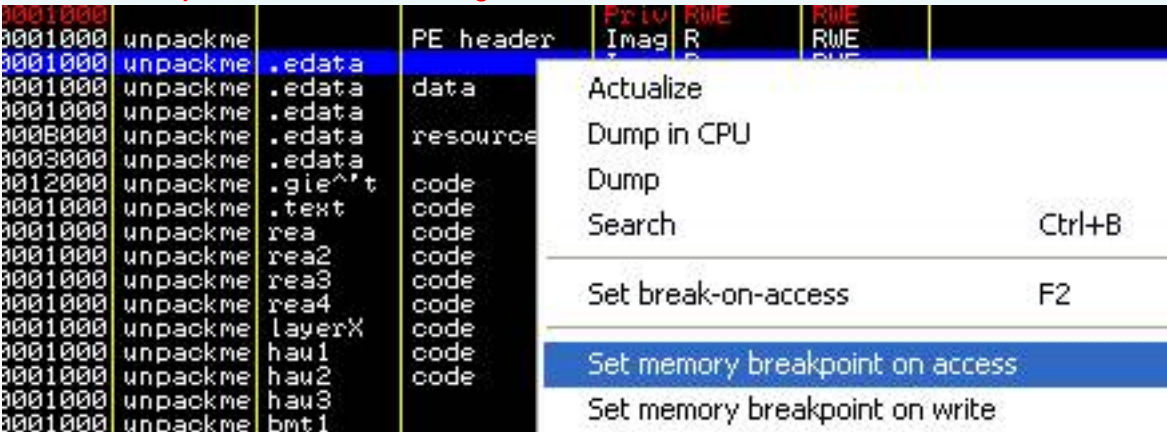 0001000 Priv RWE RWE
0001000 unpackme PE header Imag R RWE
0001000 unpackme .edata
0001000 unpackme .edata data
0001000 unpackme .edata
000B000 unpackme .edata resource
0003000 unpackme .edata
0012000 unpackme .gie^'t code
0001000 unpackme .text code
0001000 unpackme rea code
0001000 unpackme rea2 code
0001000 unpackme rea3 code
0001000 unpackme rea4 code
0001000 unpackme layerX code
0001000 unpackme hau1 code
0001000 unpackme hau2 code
0001000 unpackme hau3
0001000 unpackme bmt1
Actualize
Dump in CPU
Dump
Search Ctrl+B
Set break-on-access F2
Set memory breakpoint on access
Set memory breakpoint on write